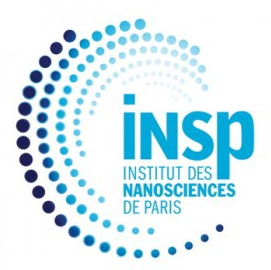 insp
INSTITUT DES
NANOSCIENCES
DE PARIS